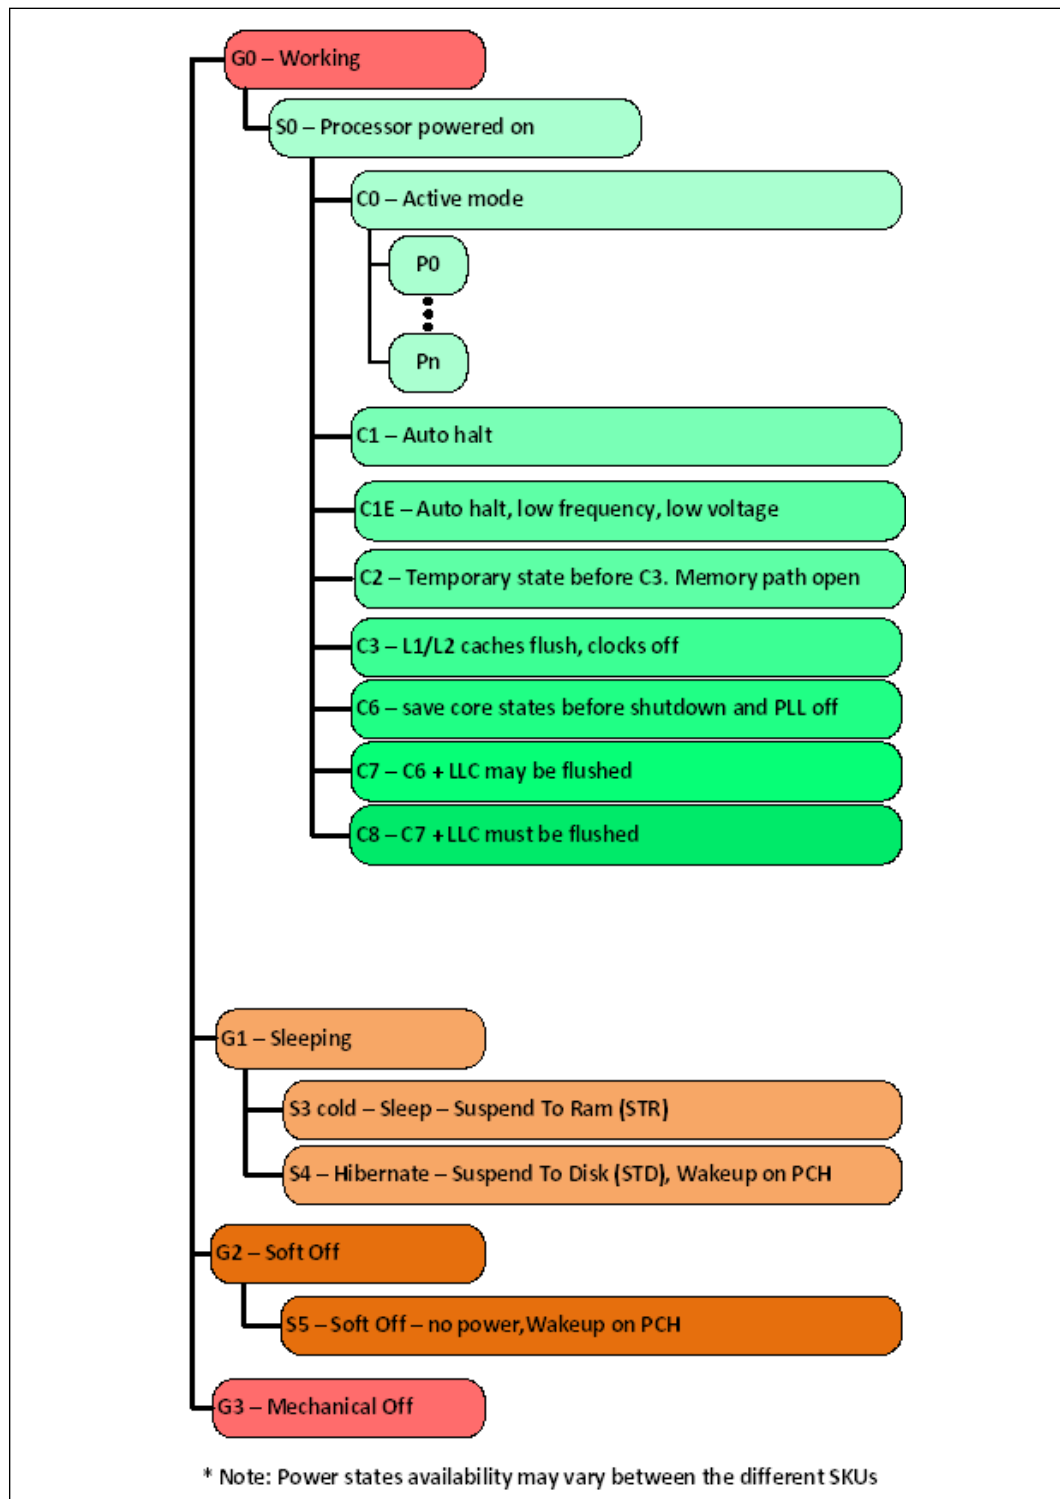 G0 – Working
S0 – Processor powered on
C0 – Active mode
P0
Pn
C1 – Auto halt
C1E – Auto halt, low frequency, low voltage
C2 – Temporary state before C3. Memory path open
C3 – L1/L2 caches flush, clocks off
C6 – save core states before shutdown and PLL off
C7 – C6 + LLC may be flushed
C8 – C7 + LLC must be flushed
G1 – Sleeping
S3 cold – Sleep – Suspend To Ram (STR)
S4 – Hibernate – Suspend To Disk (STD), Wakeup on PCH
G2 – Soft Off
S5 – Soft Off – no power,Wakeup on PCH
G3 – Mechanical Off
* Note: Power states availability may vary between the different SKUs